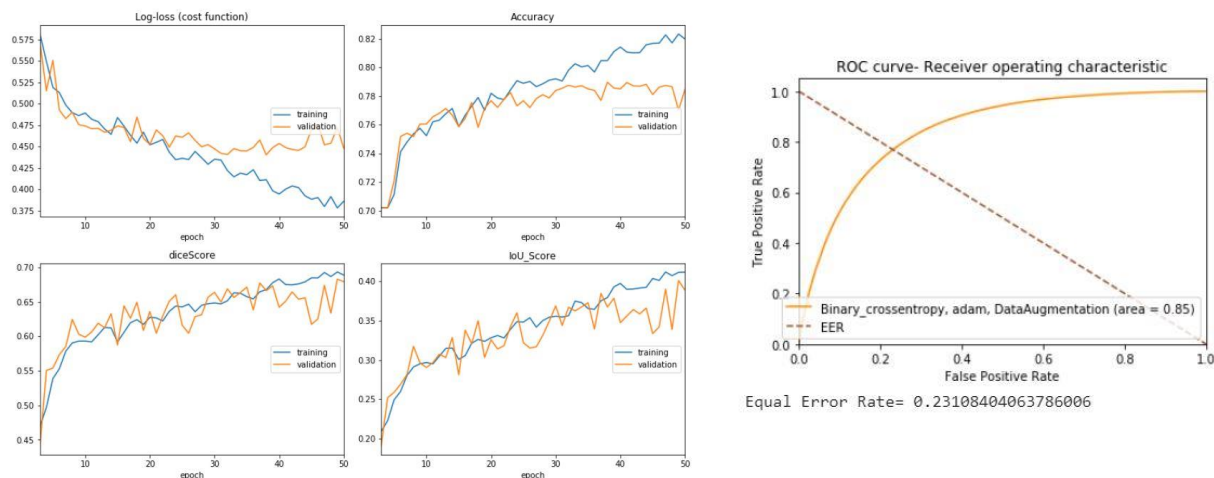 Log-loss (cost function)
0.575
0.550
0.525
0.500
0.475
0.450
0.425
0.400
0.375
training
validation
10 20 30 40 50
epoch
Accuracy
0.82
0.80
0.78
0.76
0.74
0.72
0.70
training
validation
10 20 30 40 50
epoch
diceScore
0.70
0.65
0.60
0.55
0.50
0.45
training
validation
10 20 30 40 50
epoch
IoU_Score
0.40
0.35
0.30
0.25
0.20
training
validation
10 20 30 40 50
epoch
ROC curve- Receiver operating characteristic
True Positive Rate
1.0
0.8
0.6
0.4
0.2
0.0
Binary_crossentropy, adam, DataAugmentation (area = 0.85)
EER
0.0 0.2 0.4 0.6 0.8 1.0
False Positive Rate
Equal Error Rate= 0.23108404063786006